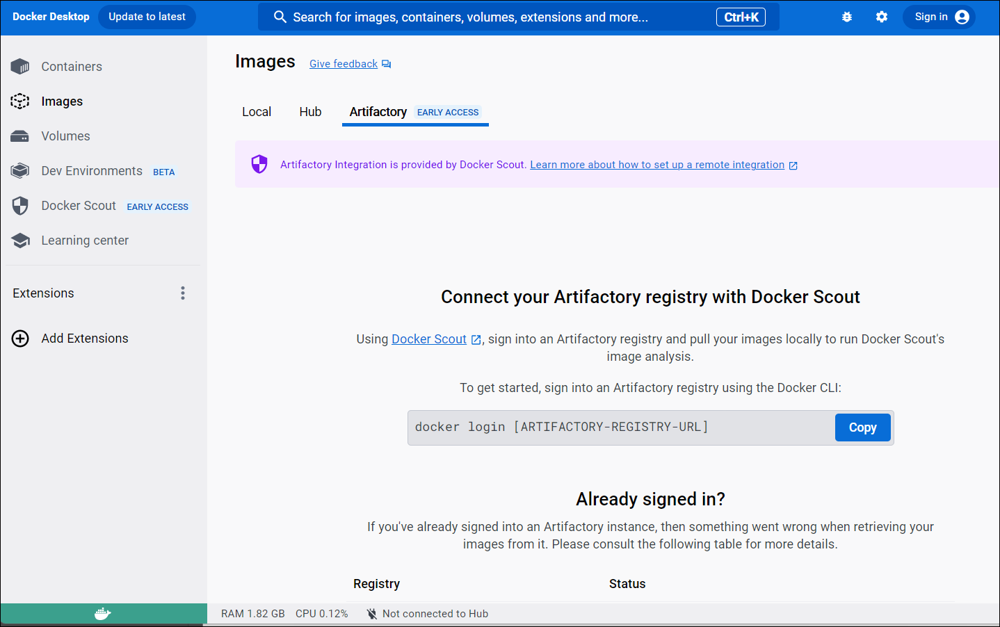 Docker Desktop
Update to latest
Search for images, containers, volumes, extensions and more...
Ctrl+K
Sign in
Containers
Images
Volumes
Dev Environments BETA
Docker Scout EARLY ACCESS
Learning center
Extensions
Add Extensions
Images
Give feedback
Local
Hub
Artifactory EARLY ACCESS
Artifactory Integration is provided by Docker Scout. Learn more about how to set up a remote integration
Connect your Artifactory registry with Docker Scout
Using Docker Scout , sign into an Artifactory registry and pull your images locally to run Docker Scout's
image analysis.
To get started, sign into an Artifactory registry using the Docker CLI:
docker login [ARTIFACTORY-REGISTRY-URL]
Copy
Already signed in?
If you've already signed into an Artifactory instance, then something went wrong when retrieving your
images from it. Please consult the following table for more details.
Registry
Status
RAM 1.82 GB
CPU 0.12%
Not connected to Hub